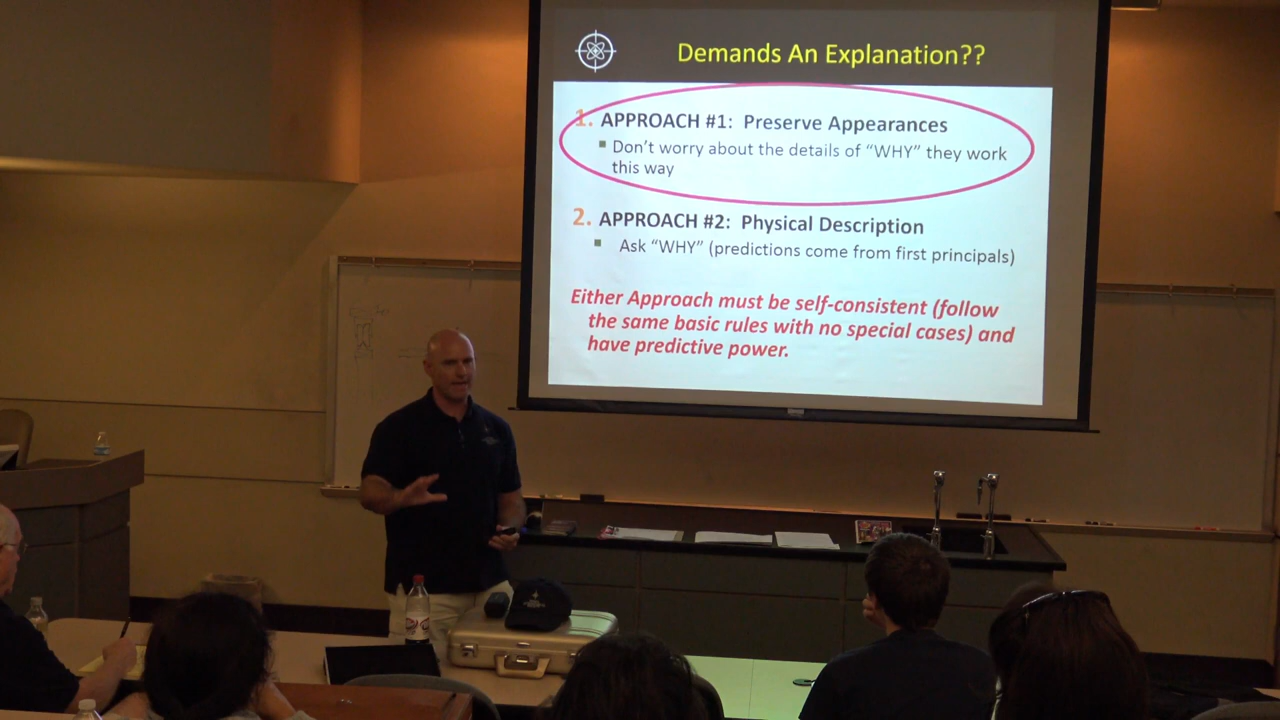 Demands An Explanation??
1. APPROACH #1: Preserve Appearances
Don't worry about the details of "WHY" they work
this way
2. APPROACH #2: Physical Description
Ask "WHY" (predictions come from first principals)
Either Approach must be self-consistent (follow
the same basic rules with no special cases) and
have predictive power.